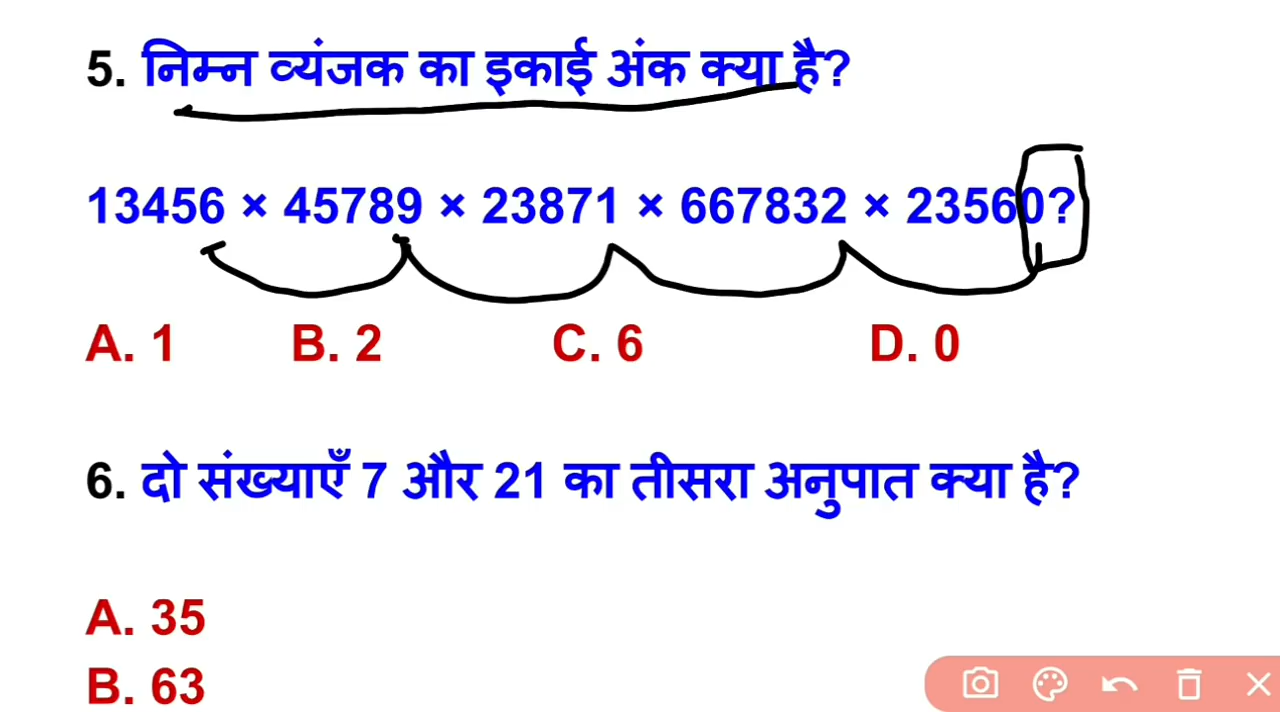 5. निम्न व्यंजक का इकाई अंक क्या है?
13456 × 45789 × 23871 × 667832 × 23560?
A. 1 B. 2 C. 6 D. 0
6. दो संख्याएँ 7 और 21 का तीसरा अनुपात क्या है?
A. 35
B. 63